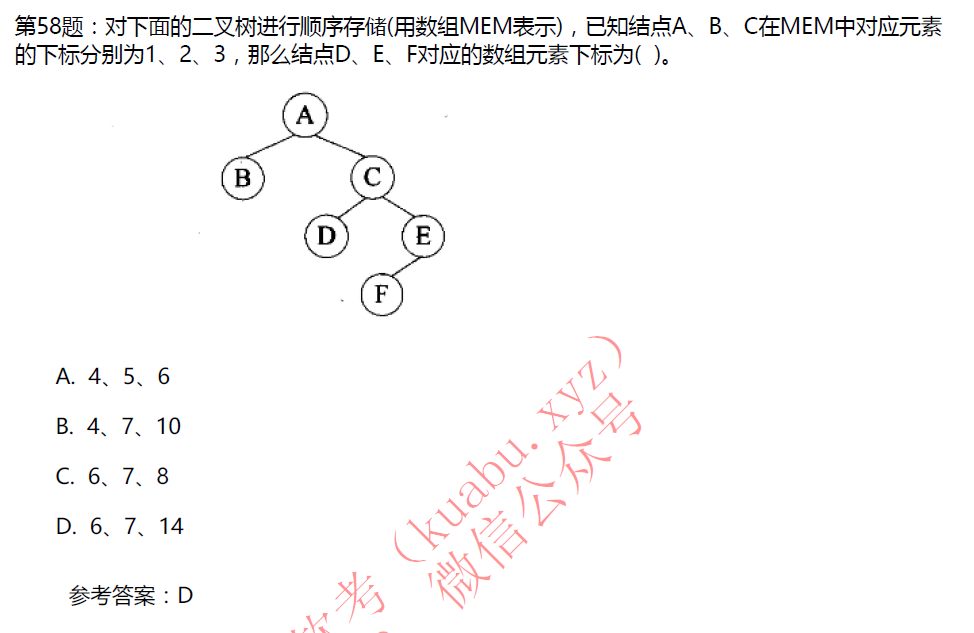 第58题：对下面的二叉树进行顺序存储(用数组MEM表示)，已知结点A、B、C在MEM中对应元素
的下标分别为1、2、3，那么结点D、E、F对应的数组元素下标为( )。
A
B
C
D
E
F
A. 4、5、6
B. 4、7、10
C. 6、7、8
D. 6、7、14
参考答案：D
软考（kuabu.xyz）
微信公众号